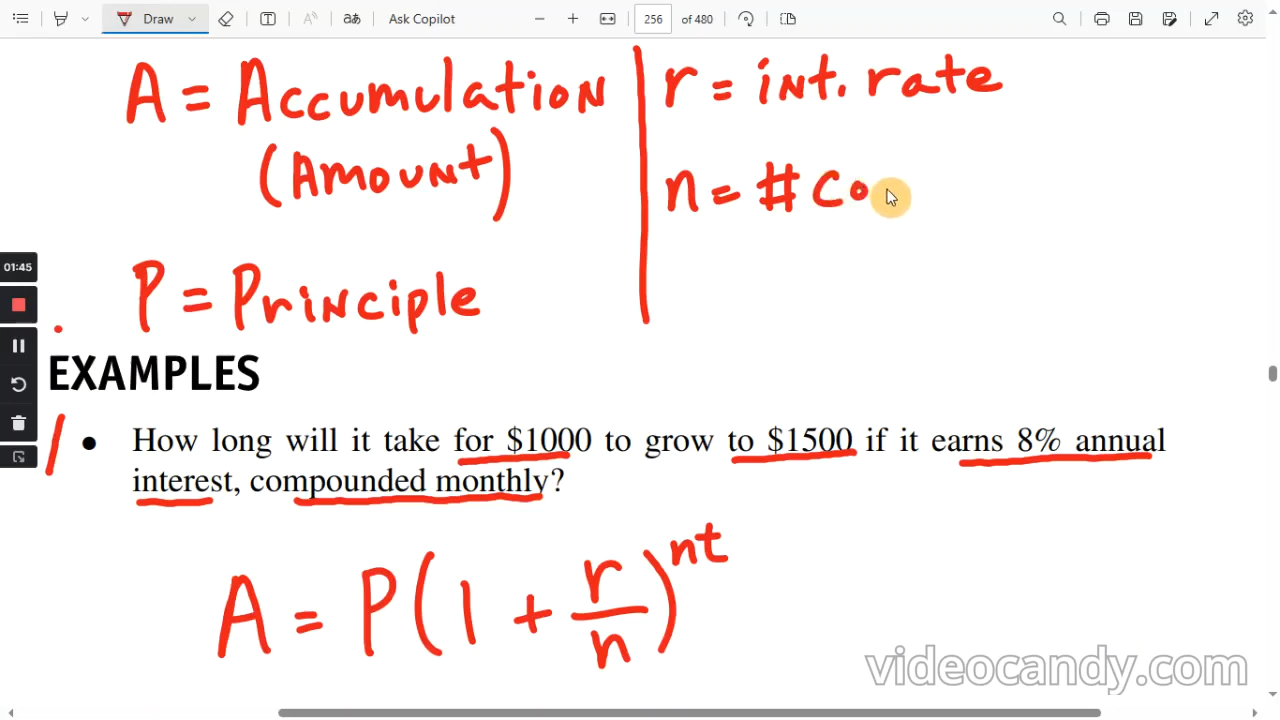 Draw
Ask Copilot
256 of 480
A = Accumulation
(Amount)
P = Principle
r = int. rate
n = # Co
01:45
EXAMPLES
1 • How long will it take for $1000 to grow to $1500 if it earns 8% annual
interest, compounded monthly?
A = P(1 + r/n)^nt
videocandy.com